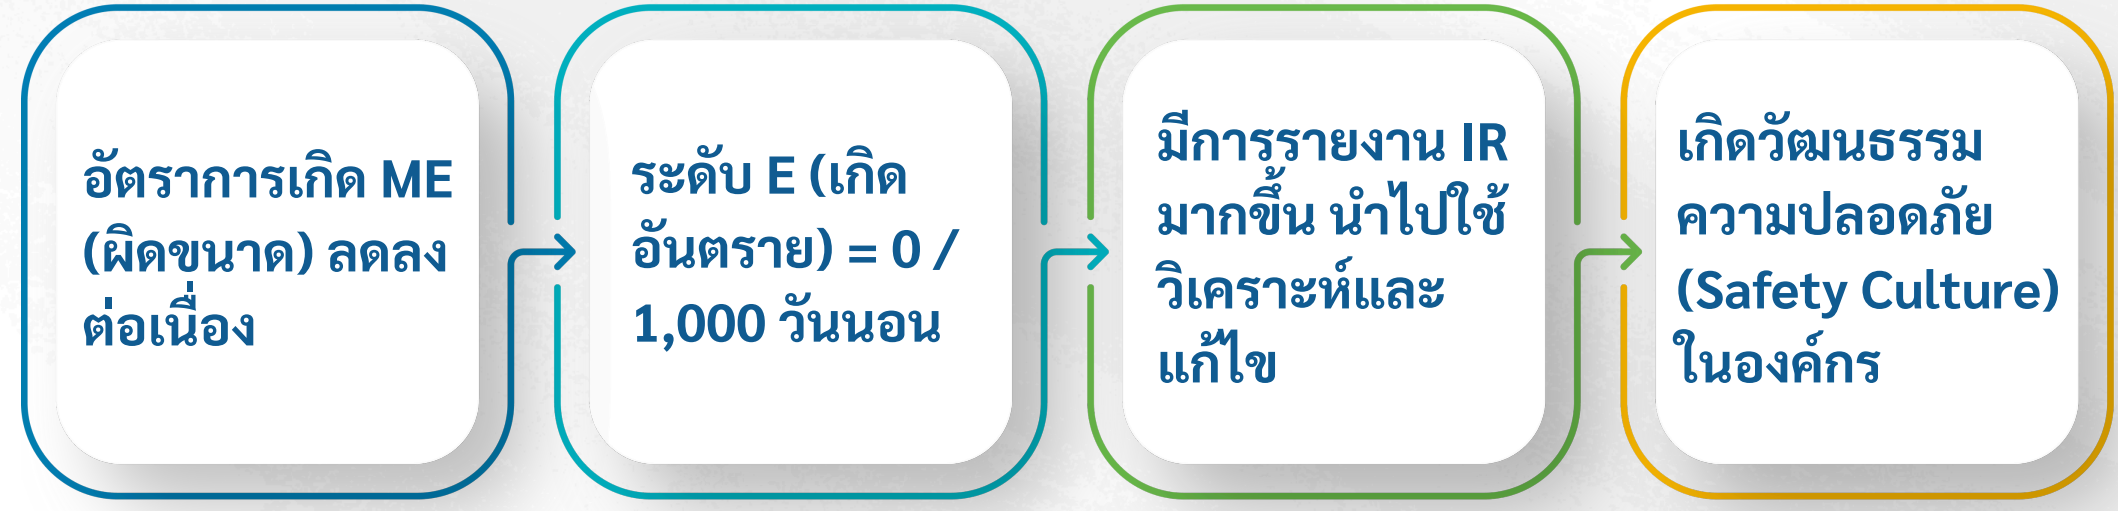 อัตราการเกิด ME
(ผิดขนาด) ลดลง
ต่อเนื่อง
ระดับ E (เกิด
อันตราย) = 0 /
1,000 วันนอน
มีการรายงาน IR
มากขึ้น นำไปใช้
วิเคราะห์และ
แก้ไข
เกิดวัฒนธรรม
ความปลอดภัย
(Safety Culture)
ในองค์กร